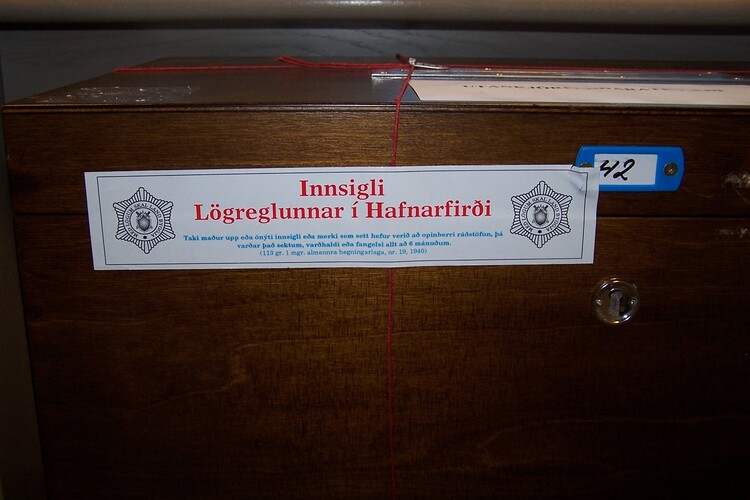 42
Innsigli
Lögreglunnar í Hafnarfirði
Taki maður upp eða ónýti innsigli eða merki sem sett hefur verið að opinberri ráðstöfun, þá
varðar það sektum, varðhaldi eða fangelsi allt að 6 mánuðum.
(113 gr. 1 mgr. almennra hegningarlaga, nr. 19, 1940)